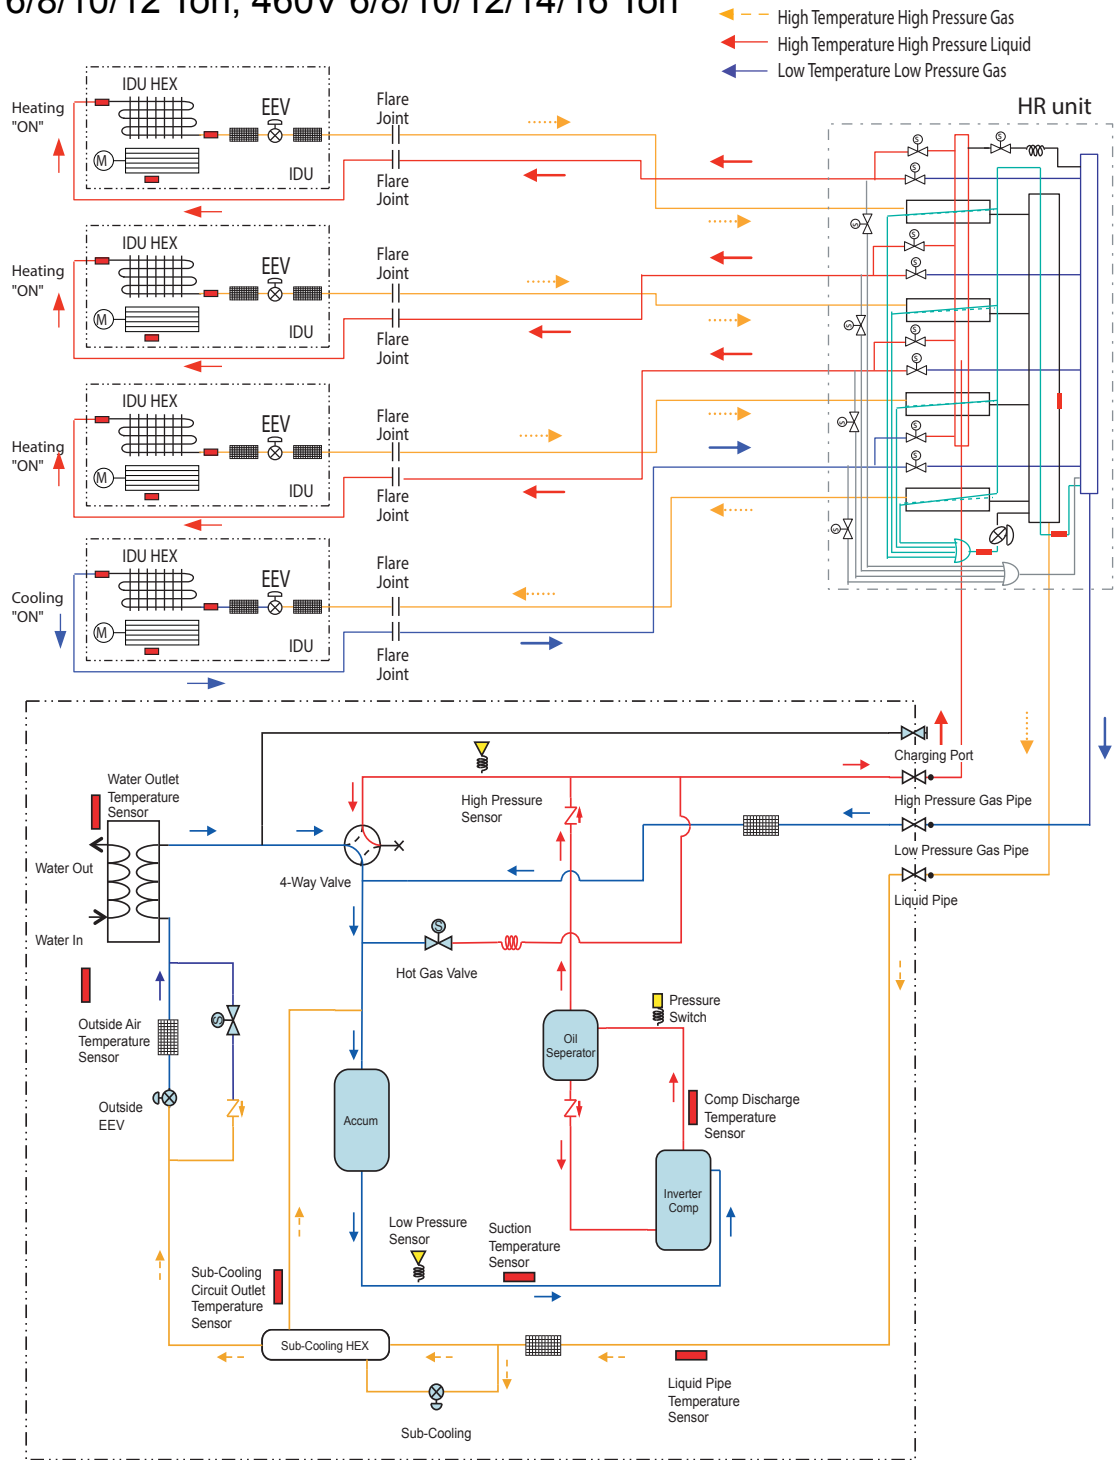 6/8/10/12 Ton, 460V 6/8/10/12/14/16 Ton
High Temperature High Pressure Gas
High Temperature High Pressure Liquid
Low Temperature Low Pressure Gas
HR unit
Heating
"ON"
IDU HEX
EEV
M
IDU
Flare
Joint
Flare
Joint
S
S
S
Heating
"ON"
IDU HEX
EEV
M
IDU
Flare
Joint
Flare
Joint
S
S
S
Heating
"ON"
IDU HEX
EEV
M
IDU
Flare
Joint
Flare
Joint
S
S
S
Cooling
"ON"
IDU HEX
EEV
M
IDU
Flare
Joint
Flare
Joint
S
S
S
S
Charging Port
High Pressure Gas Pipe
Low Pressure Gas Pipe
Liquid Pipe
Water Outlet
Temperature
Sensor
Water Out
Water In
High Pressure
Sensor
4-Way Valve
S
Hot Gas Valve
Outside Air
Temperature
Sensor
S
Outside
EEV
Pressure
Switch
Oil
Seperator
Accum
Comp Discharge
Temperature
Sensor
Inverter
Comp
Low Pressure
Sensor
Suction
Temperature
Sensor
Sub-Cooling
Circuit Outlet
Temperature
Sensor
Sub-Cooling HEX
Sub-Cooling
Liquid Pipe
Temperature
Sensor